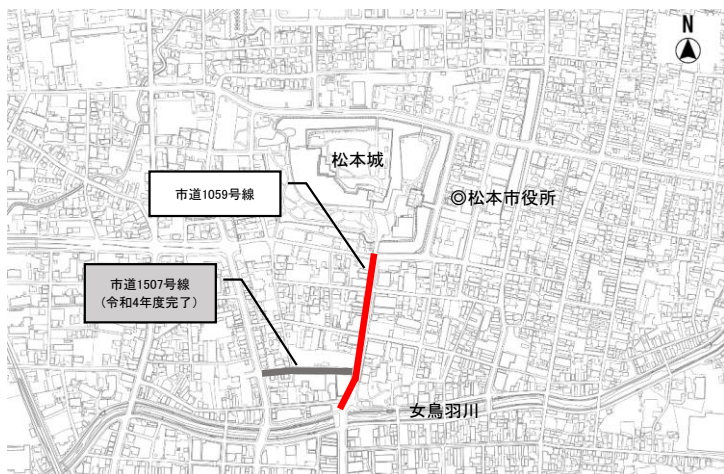 N
松本城
市道1059号線
◎松本市役所
市道1507号線
(令和4年度完了)
女鳥羽川